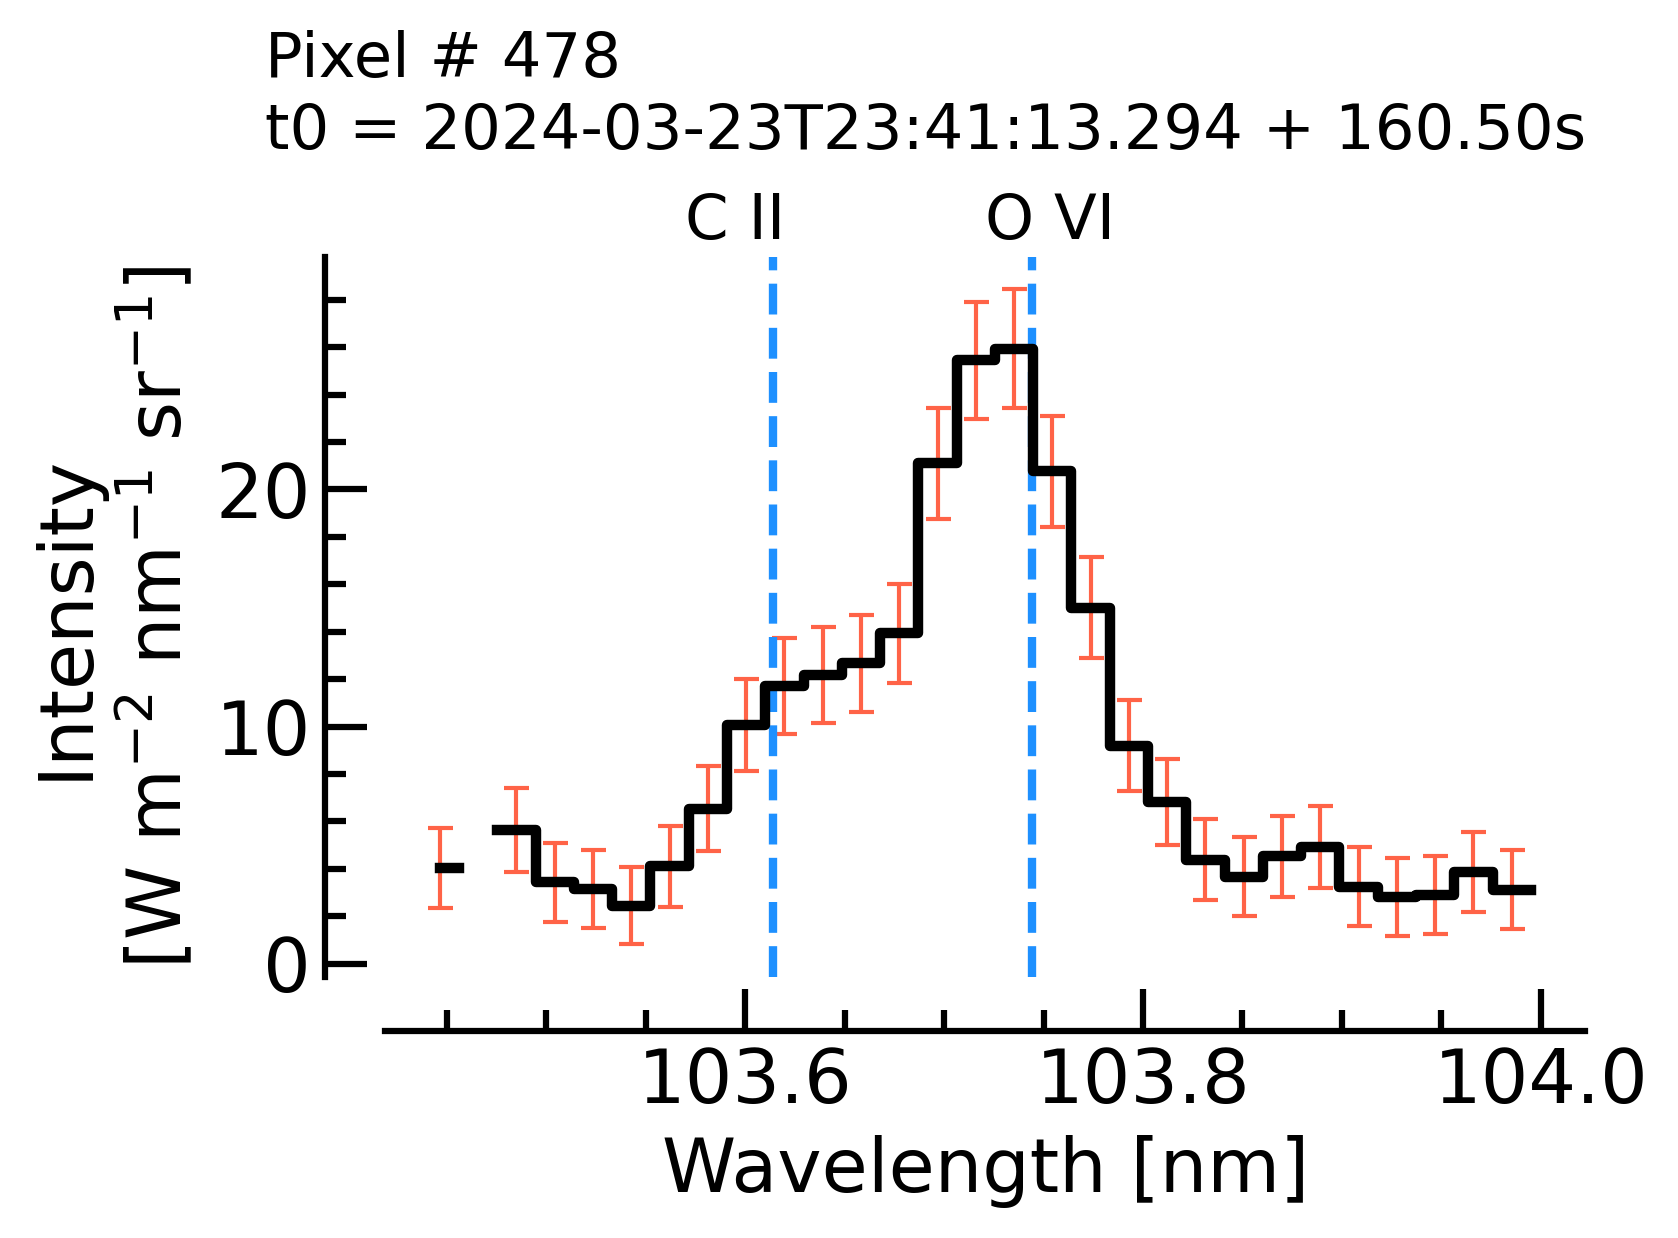 Pixel # 478
t0 = 2024-03-23T23:41:13.294 + 160.50s
C II
O VI
Intensity
[W m⁻² nm⁻¹ sr⁻¹]
20
10
0
103.6
103.8
104.0
Wavelength [nm]